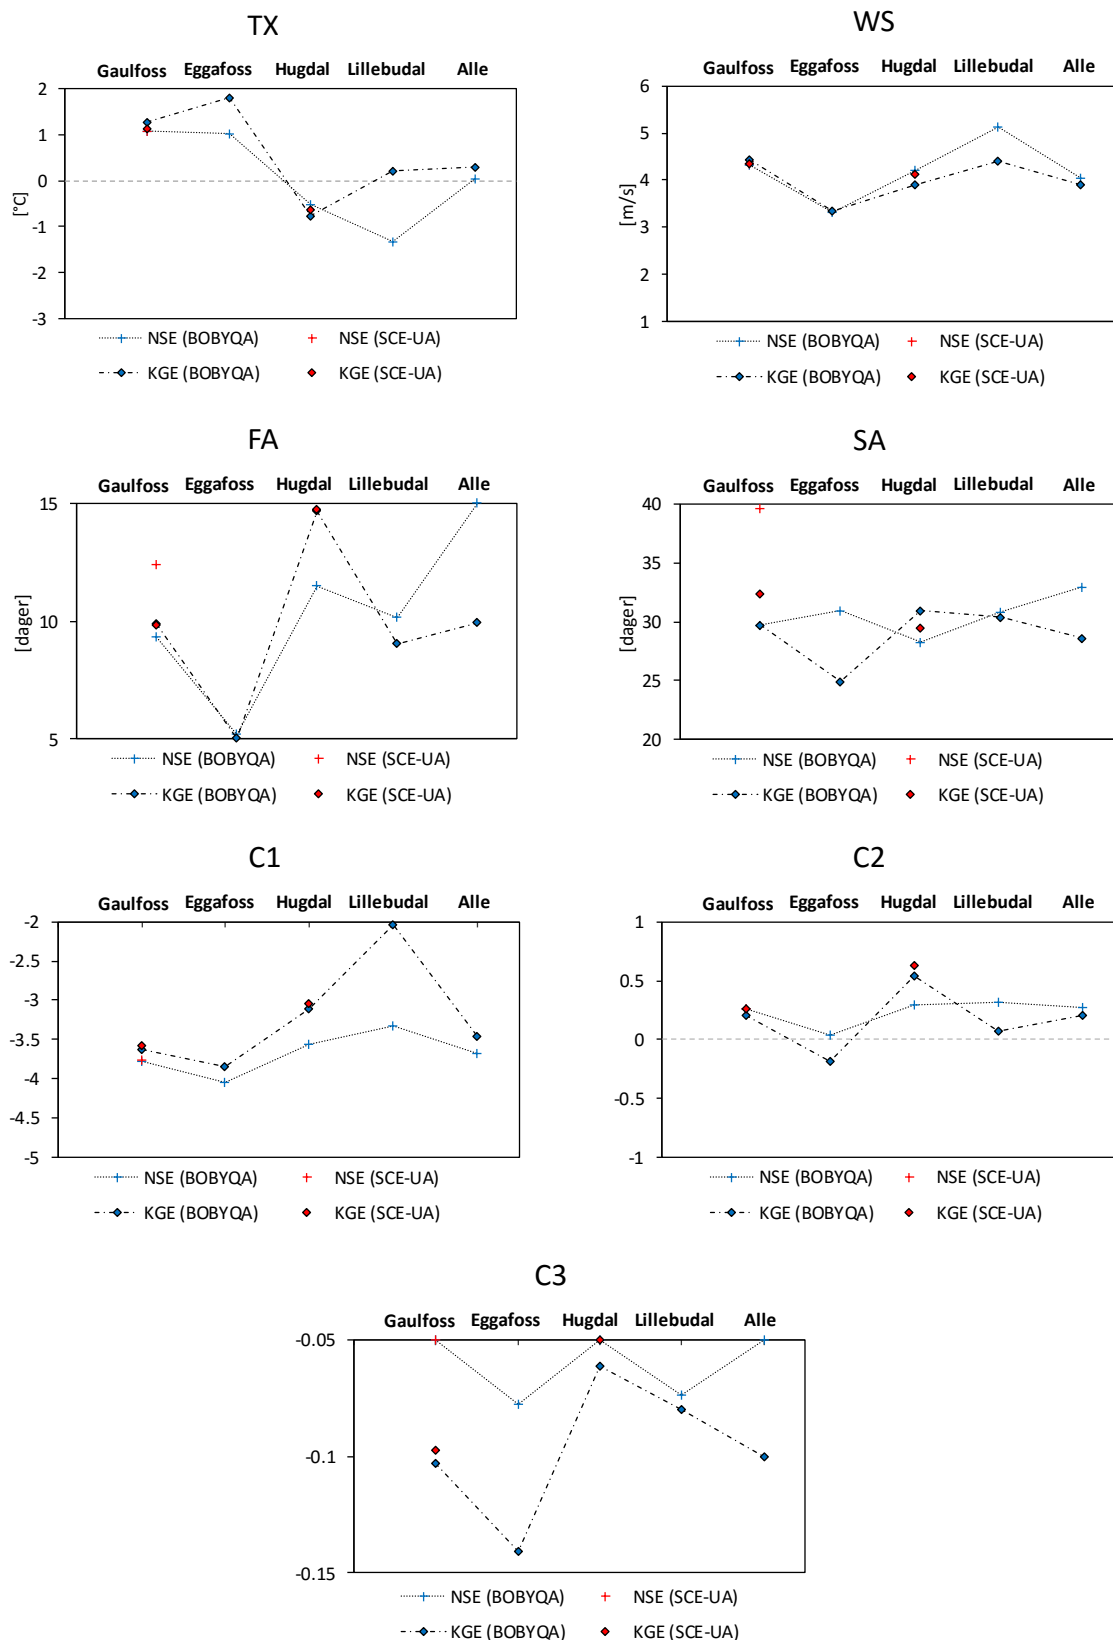 TX
Gaulfoss Eggafoss Hugdal Lillebudal Alle
2
1
0
-1
-2
-3
[°C]
NSE (BOBYQA) NSE (SCE-UA)
KGE (BOBYQA) KGE (SCE-UA)
WS
Gaulfoss Eggafoss Hugdal Lillebudal Alle
6
5
4
3
2
1
[m/s]
NSE (BOBYQA) NSE (SCE-UA)
KGE (BOBYQA) KGE (SCE-UA)
FA
Gaulfoss Eggafoss Hugdal Lillebudal Alle
15
10
5
[dager]
NSE (BOBYQA) NSE (SCE-UA)
KGE (BOBYQA) KGE (SCE-UA)
SA
Gaulfoss Eggafoss Hugdal Lillebudal Alle
40
35
30
25
20
[dager]
NSE (BOBYQA) NSE (SCE-UA)
KGE (BOBYQA) KGE (SCE-UA)
C1
Gaulfoss Eggafoss Hugdal Lillebudal Alle
-2
-2.5
-3
-3.5
-4
-4.5
-5
NSE (BOBYQA) NSE (SCE-UA)
KGE (BOBYQA) KGE (SCE-UA)
C2
Gaulfoss Eggafoss Hugdal Lillebudal Alle
1
0.5
0
-0.5
-1
NSE (BOBYQA) NSE (SCE-UA)
KGE (BOBYQA) KGE (SCE-UA)
C3
Gaulfoss Eggafoss Hugdal Lillebudal Alle
-0.05
-0.1
-0.15
NSE (BOBYQA) NSE (SCE-UA)
KGE (BOBYQA) KGE (SCE-UA)